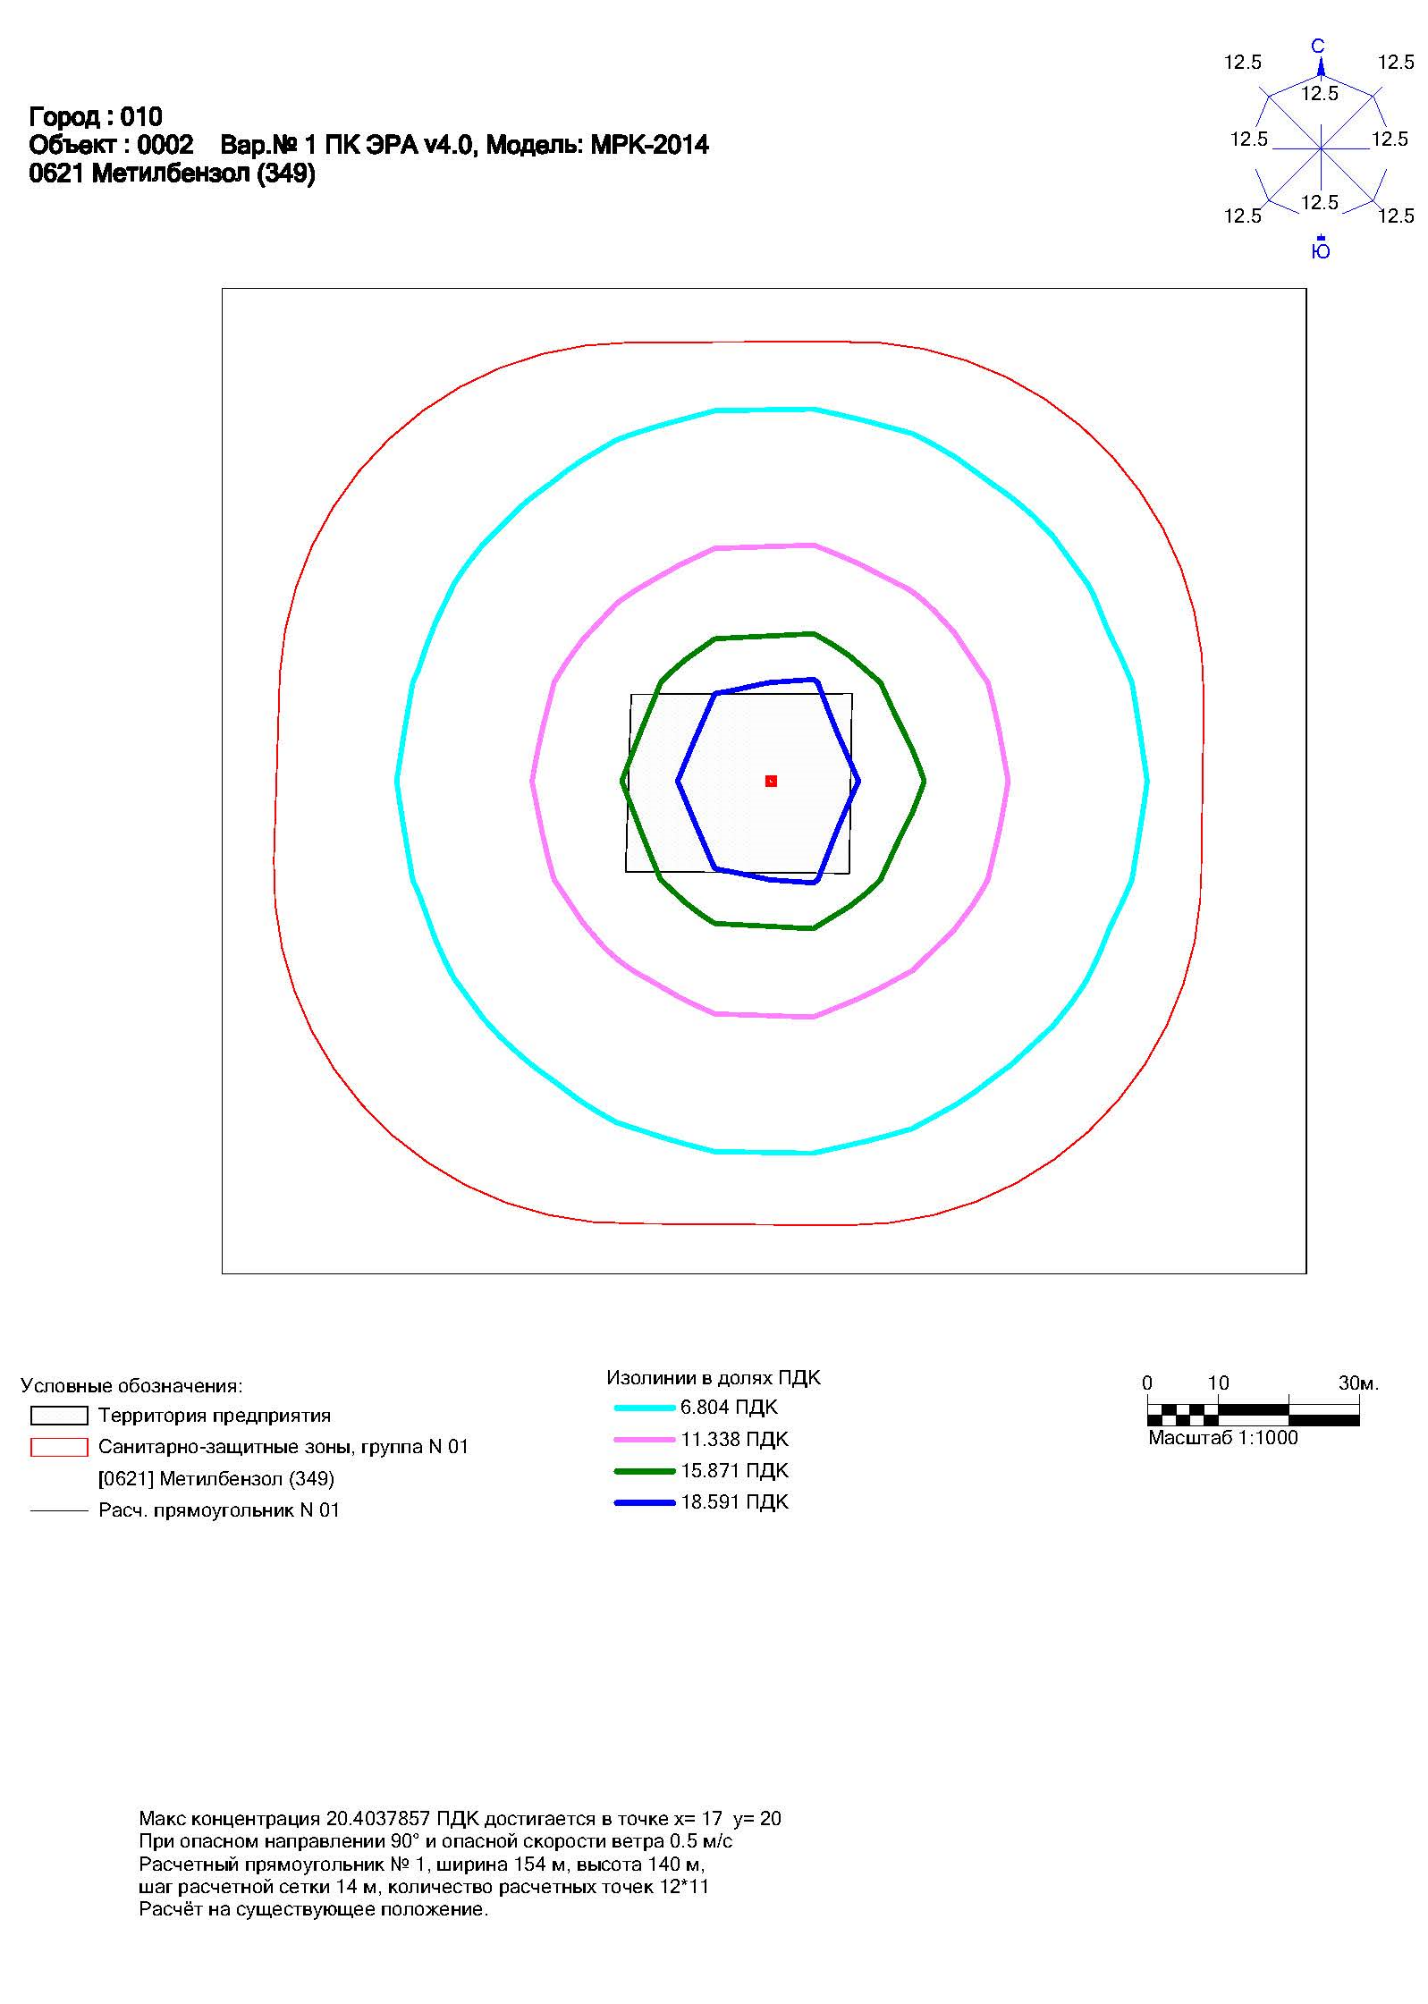 Город : 010
Объект : 0002 Вар.№ 1 ПК ЭРА v4.0, Модель: МРК-2014
0621 Метилбензол (349)
С
12.5 12.5
12.5
12.5 12.5
12.5
12.5 12.5
Ю
Условные обозначения:
Территория предприятия
Санитарно-защитные зоны, группа N 01
[0621] Метилбензол (349)
Расч. прямоугольник N 01
Изолинии в долях ПДК
6.804 ПДК
11.338 ПДК
15.871 ПДК
18.591 ПДК
0 10 30м.
Масштаб 1:1000
Макс концентрация 20.4037857 ПДК достигается в точке x= 17 y= 20
При опасном направлении 90° и опасной скорости ветра 0.5 м/с
Расчетный прямоугольник № 1, ширина 154 м, высота 140 м,
шаг расчетной сетки 14 м, количество расчетных точек 12*11
Расчёт на существующее положение.